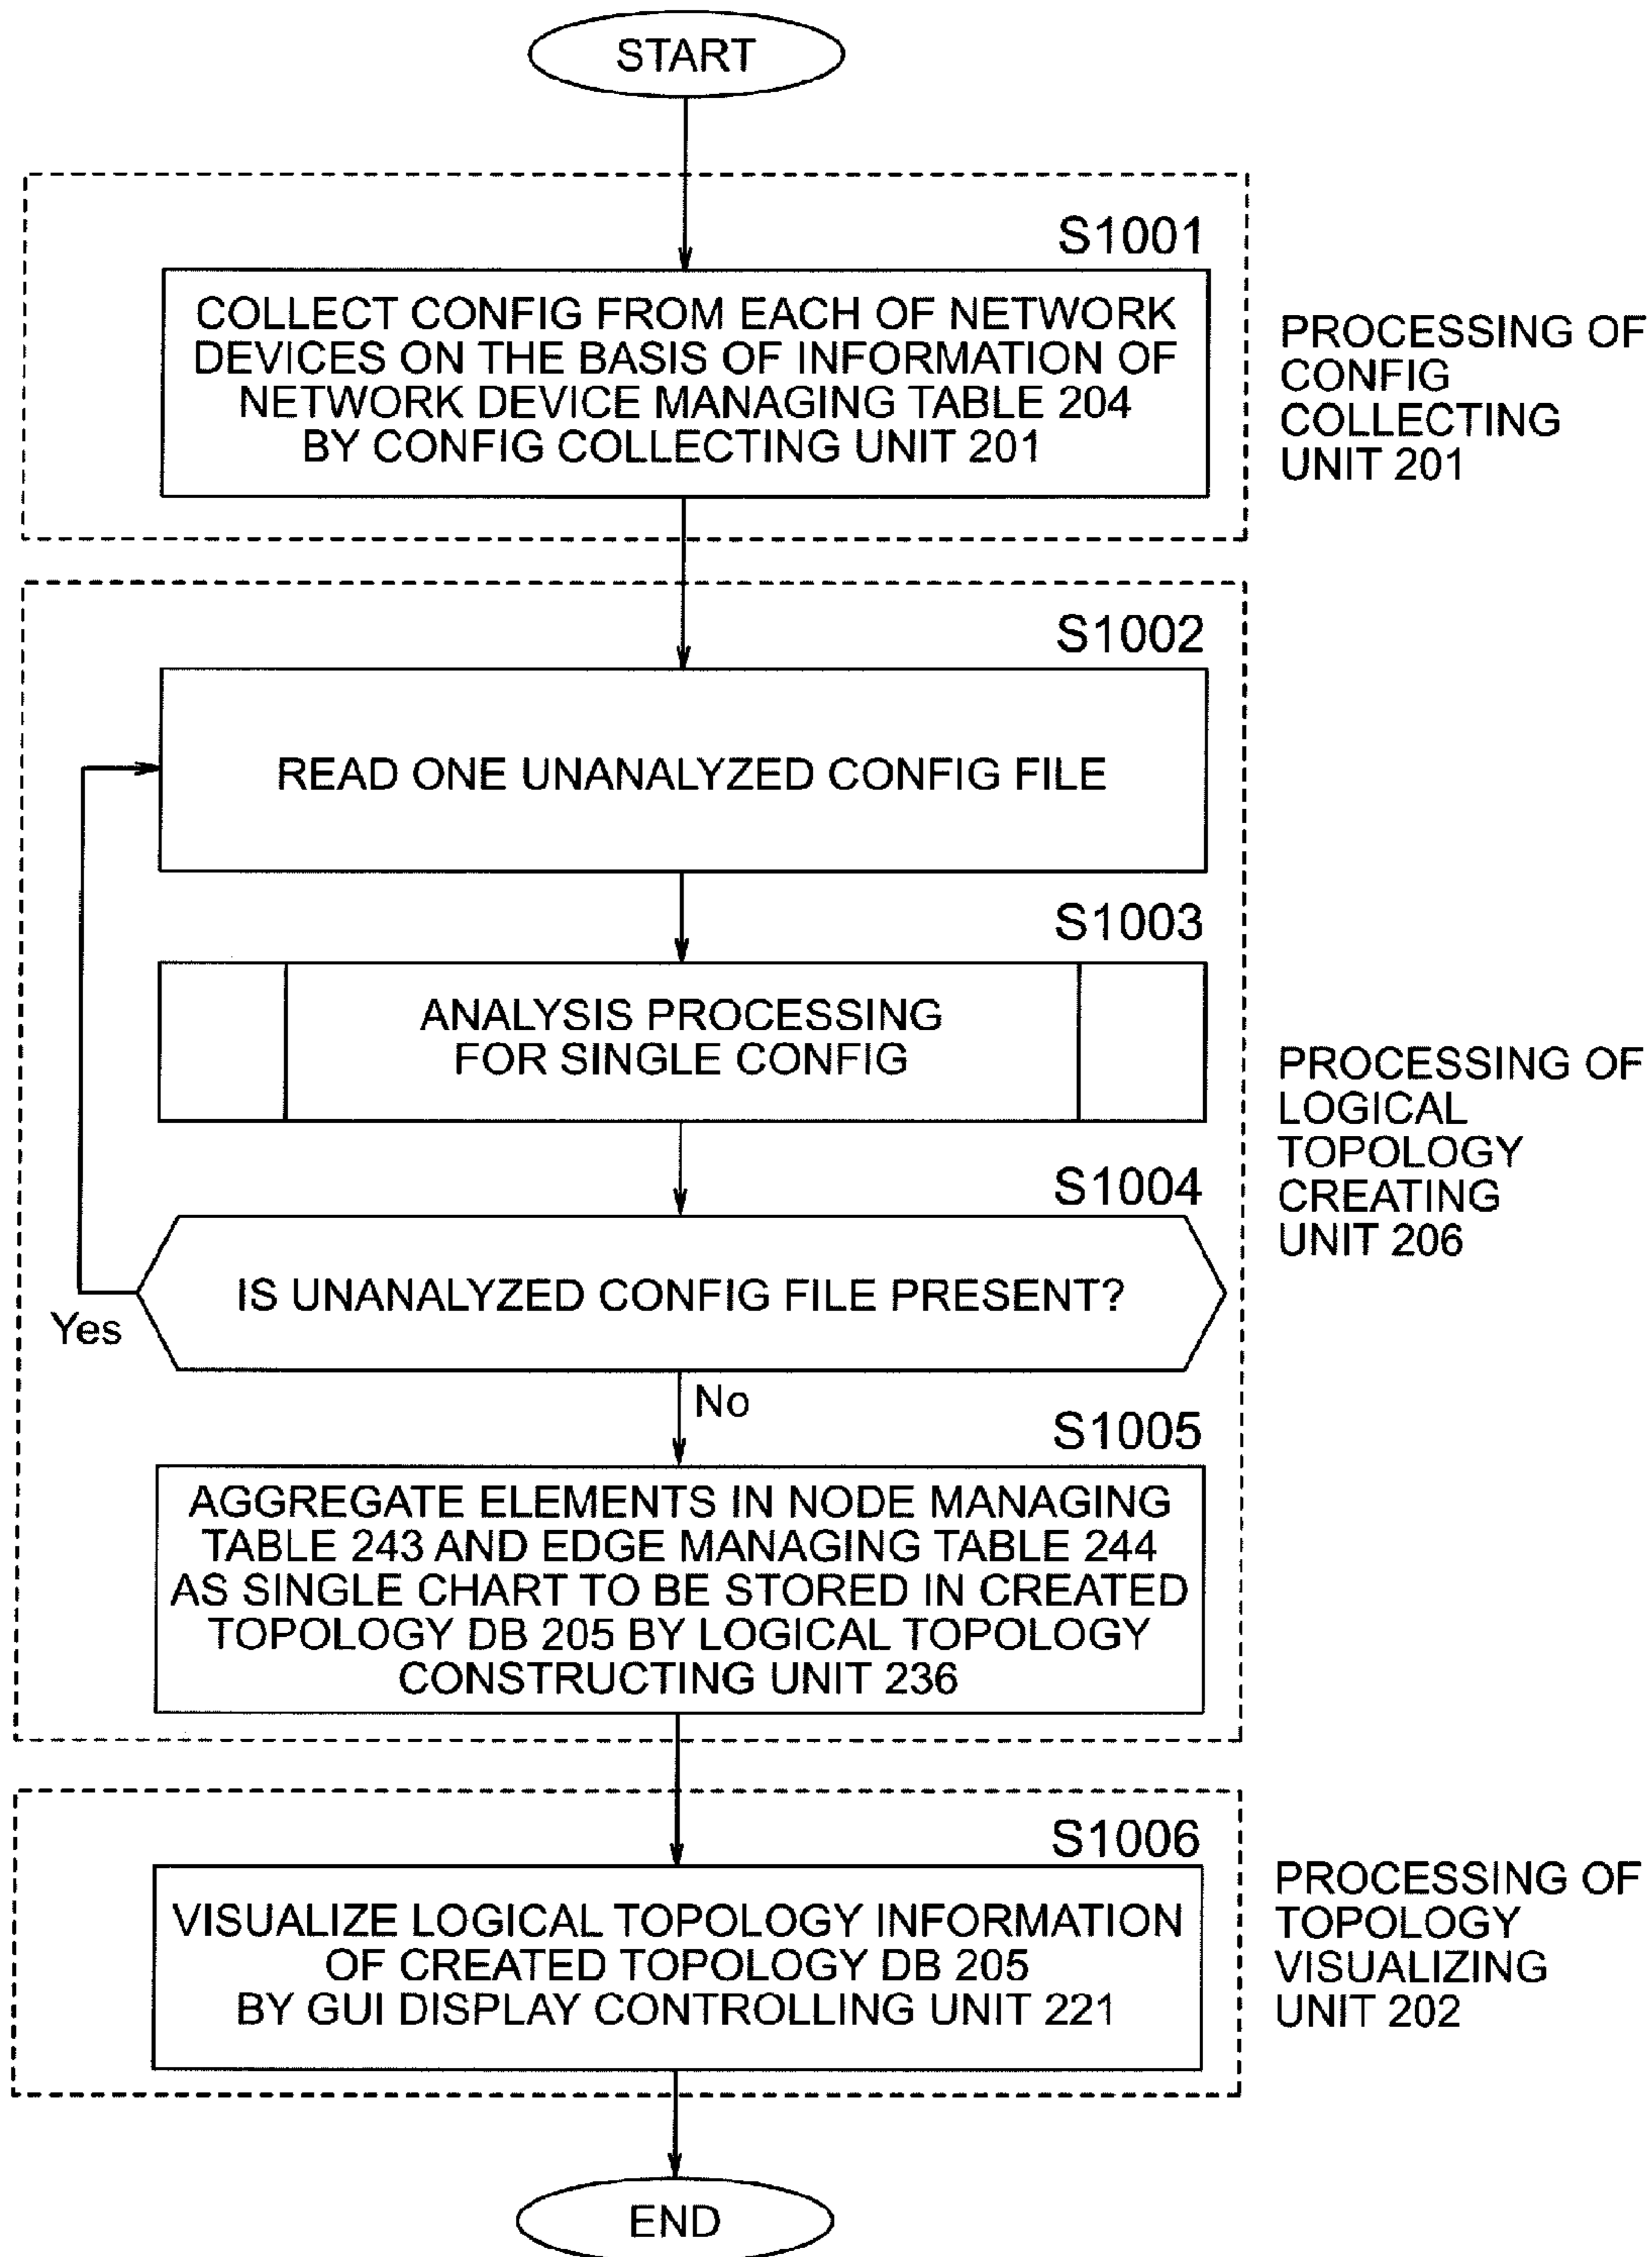 START
S1001
COLLECT CONFIG FROM EACH OF NETWORK
DEVICES ON THE BASIS OF INFORMATION OF
NETWORK DEVICE MANAGING TABLE 204
BY CONFIG COLLECTING UNIT 201
PROCESSING OF
CONFIG
COLLECTING
UNIT 201
S1002
READ ONE UNANALYZED CONFIG FILE
S1003
ANALYSIS PROCESSING
FOR SINGLE CONFIG
PROCESSING OF
LOGICAL
TOPOLOGY
CREATING
UNIT 206
S1004
IS UNANALYZED CONFIG FILE PRESENT?
Yes
No
S1005
AGGREGATE ELEMENTS IN NODE MANAGING
TABLE 243 AND EDGE MANAGING TABLE 244
AS SINGLE CHART TO BE STORED IN CREATED
TOPOLOGY DB 205 BY LOGICAL TOPOLOGY
CONSTRUCTING UNIT 236
S1006
VISUALIZE LOGICAL TOPOLOGY INFORMATION
OF CREATED TOPOLOGY DB 205
BY GUI DISPLAY CONTROLLING UNIT 221
PROCESSING OF
TOPOLOGY
VISUALIZING
UNIT 202
END